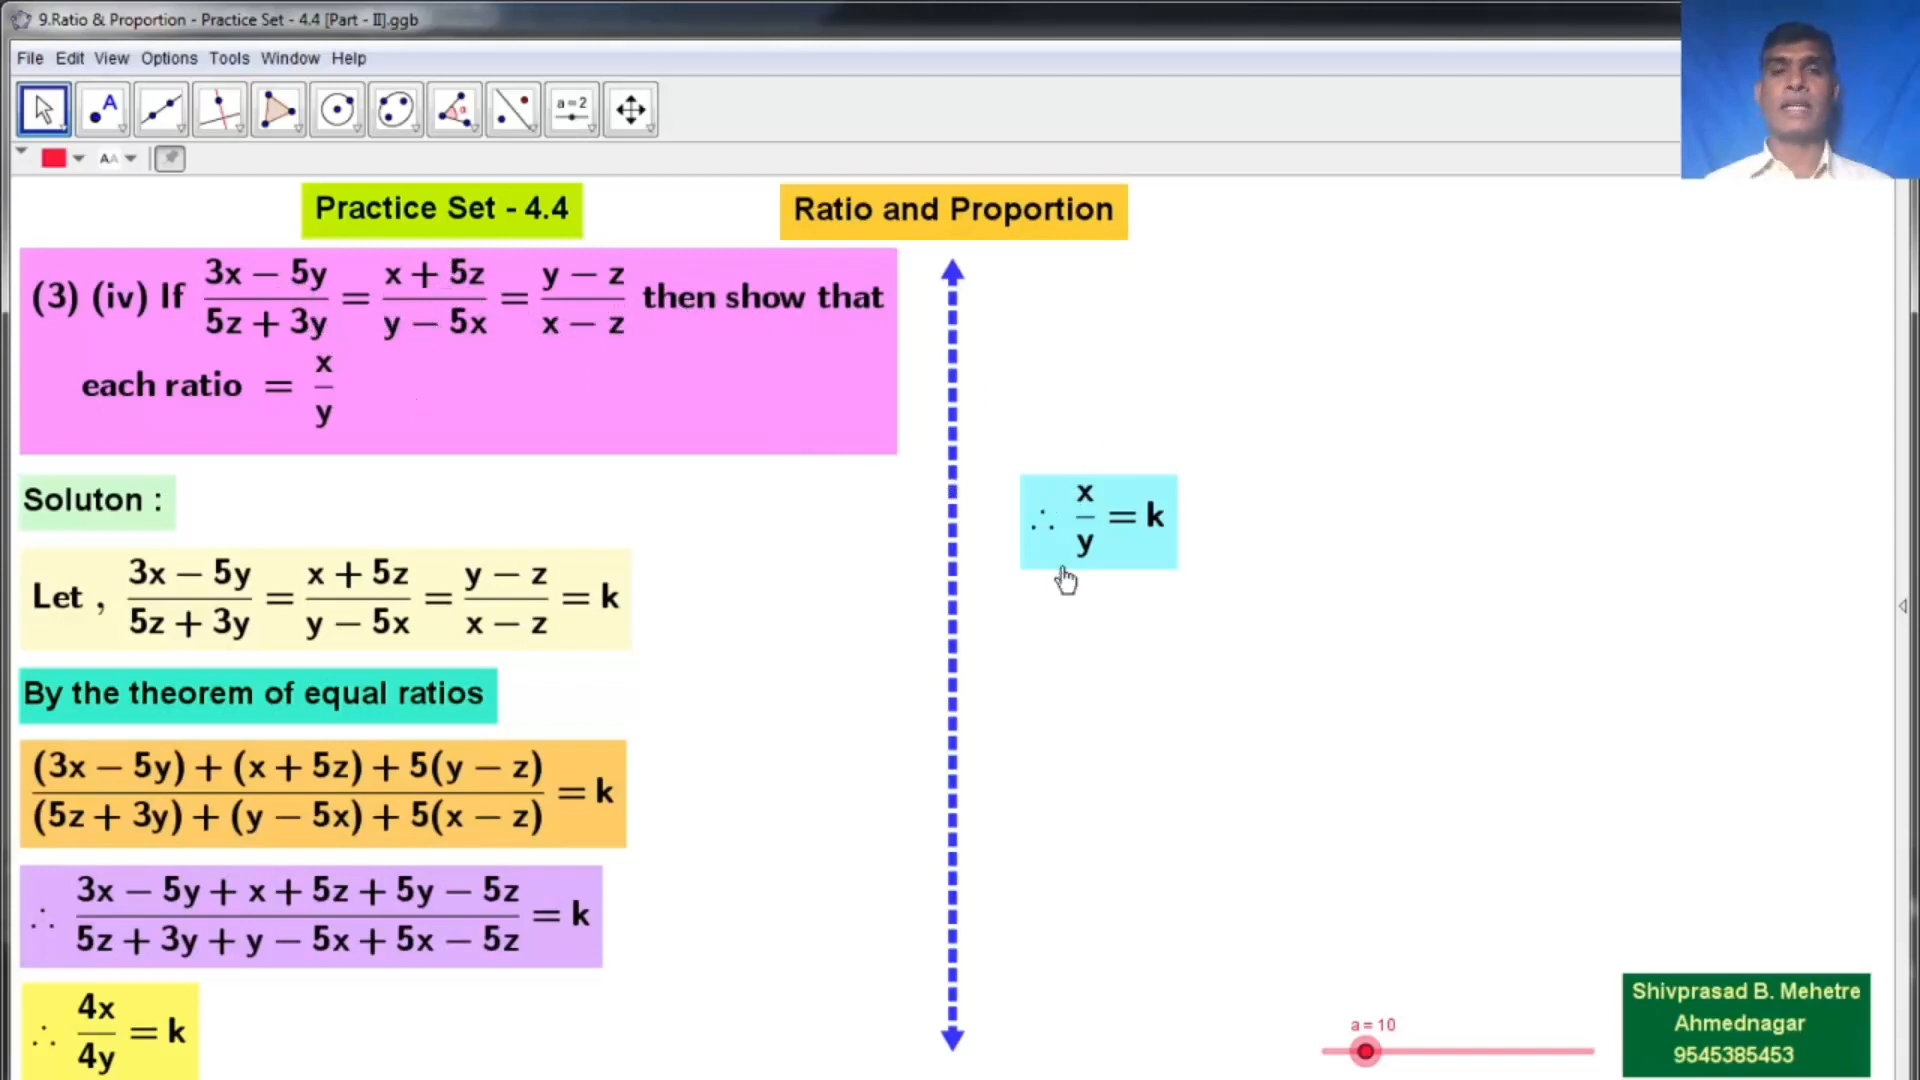 9.Ratio & Proportion - Practice Set - 4.4 [Part - II].ggb
File Edit View Options Tools Window Help
A
α
a=2
AA
Practice Set - 4.4
Ratio and Proportion
(3) (iv) If (3x − 5y)/(5z + 3y) = (x + 5z)/(y − 5x) = (y − z)/(x − z) then show that
each ratio = x/y
Soluton :
Let , (3x − 5y)/(5z + 3y) = (x + 5z)/(y − 5x) = (y − z)/(x − z) = k
By the theorem of equal ratios
((3x − 5y) + (x + 5z) + 5(y − z))/((5z + 3y) + (y − 5x) + 5(x − z)) = k
∴ (3x − 5y + x + 5z + 5y − 5z)/(5z + 3y + y − 5x + 5x − 5z) = k
∴ 4x/4y = k
∴ x/y = k
a = 10
Shivprasad B. Mehetre
Ahmednagar
9545385453